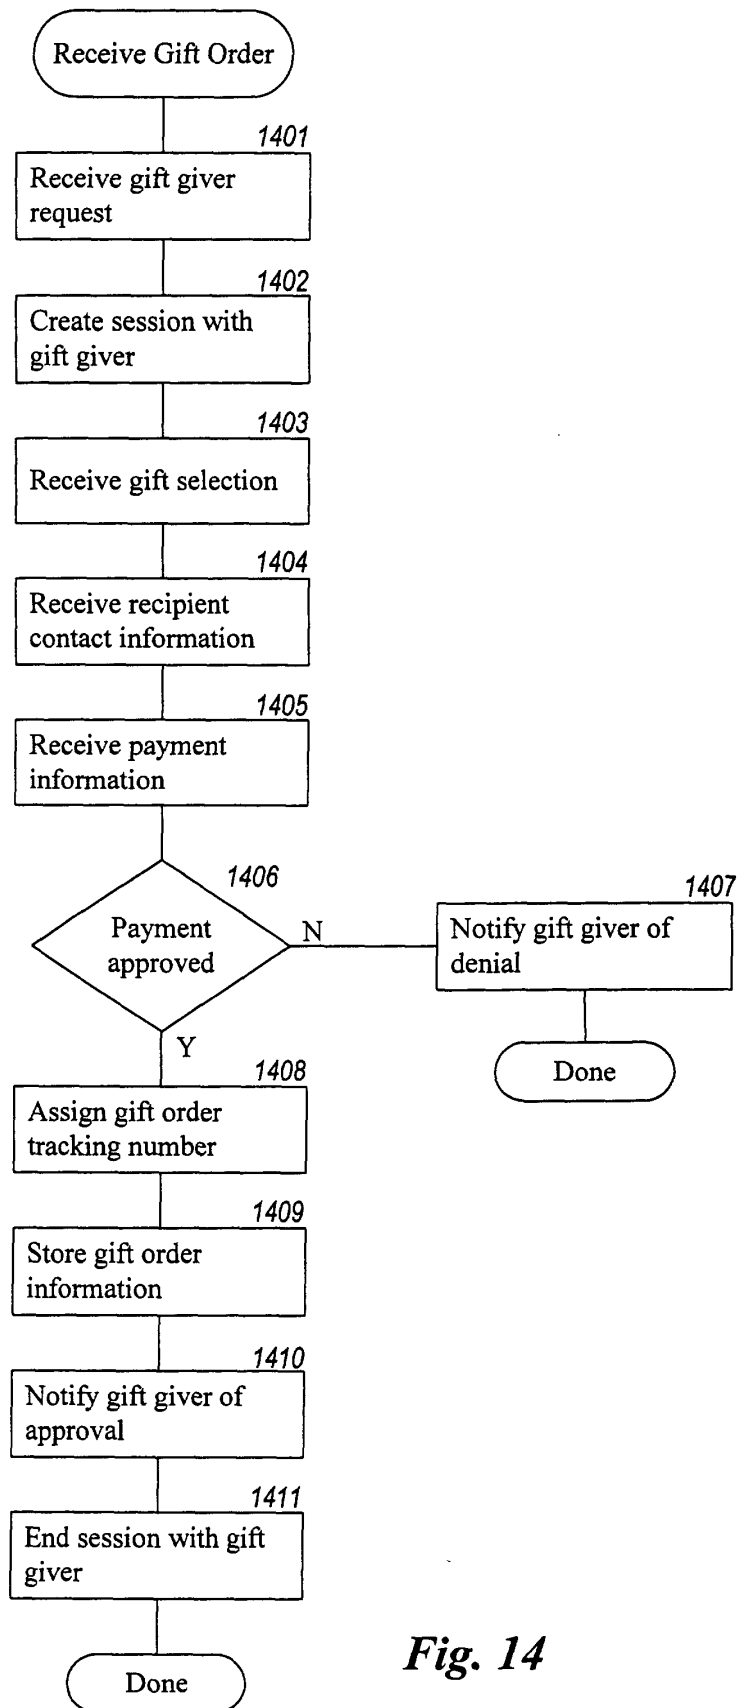 Receive Gift Order
1401
Receive gift giver
request
1402
Create session with
gift giver
1403
Receive gift selection
1404
Receive recipient
contact information
1405
Receive payment
information
1406
Payment
approved
N
1407
Notify gift giver of
denial
Done
Y
1408
Assign gift order
tracking number
1409
Store gift order
information
1410
Notify gift giver of
approval
1411
End session with gift
giver
Done
Fig. 14